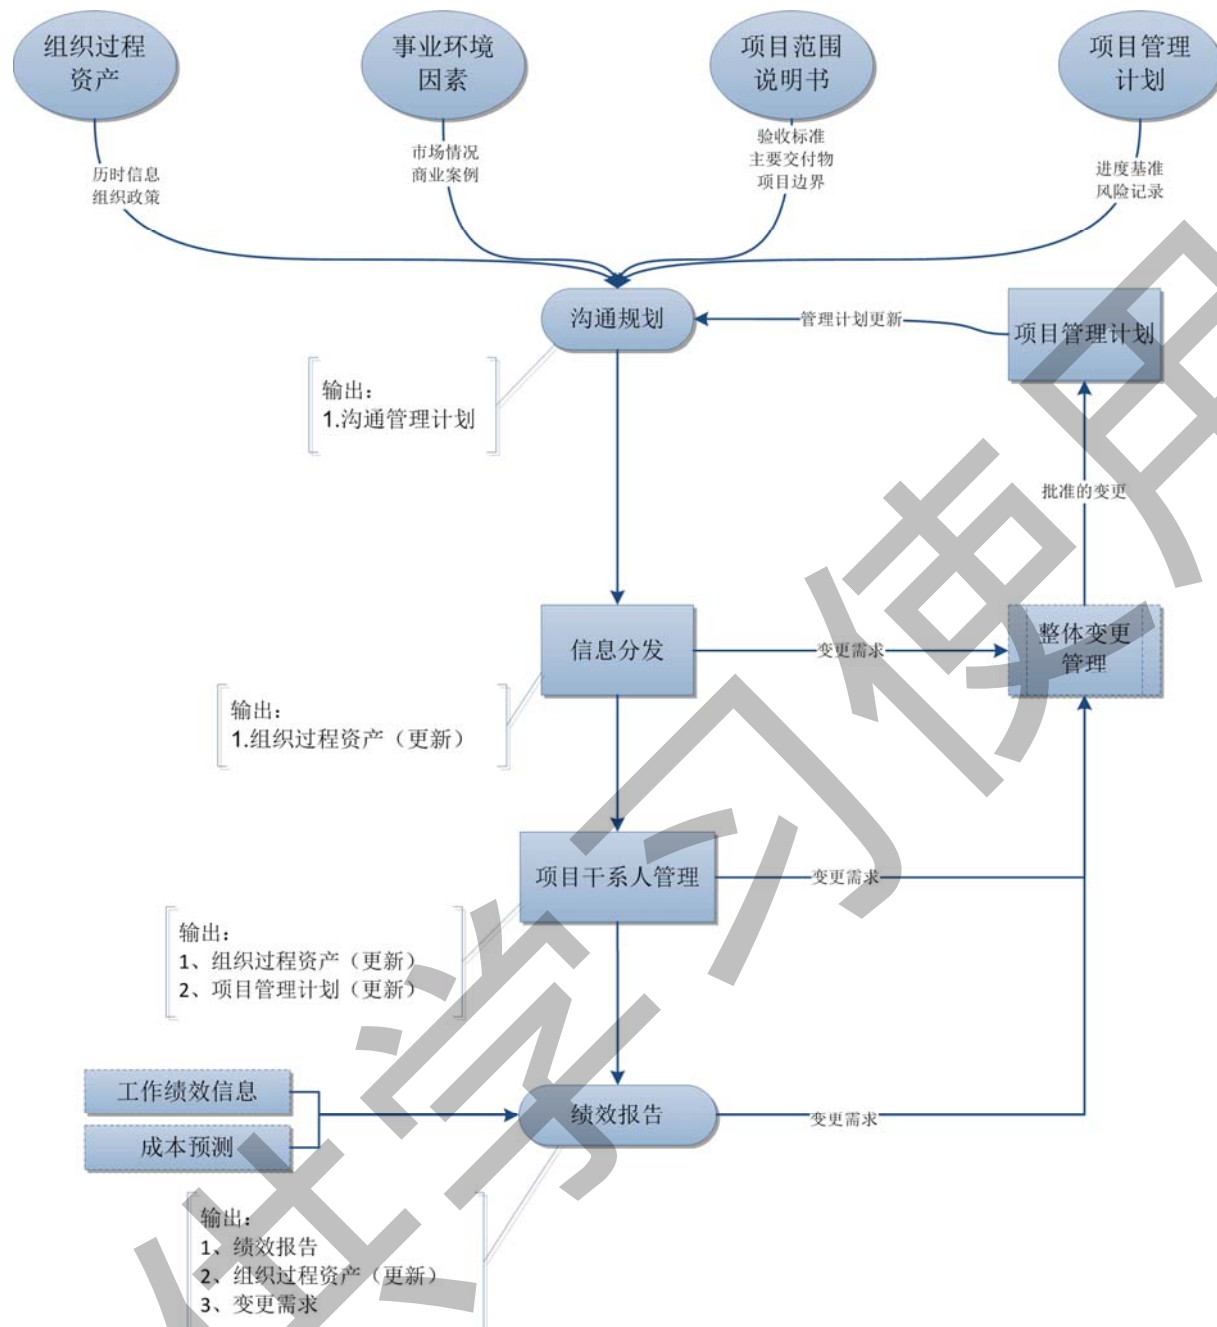 组织过程
资产
事业环境
因素
项目范围
说明书
项目管理
计划
历时信息
组织政策
市场情况
商业案例
验收标准
主要交付物
项目边界
进度基准
风险记录
沟通规划
管理计划更新
项目管理计划
输出：
1.沟通管理计划
批准的变更
信息分发
变更需求
整体变更
管理
输出：
1.组织过程资产（更新）
项目干系人管理
变更需求
输出：
1、组织过程资产（更新）
2、项目管理计划（更新）
工作绩效信息
成本预测
绩效报告
变更需求
输出：
1、绩效报告
2、组织过程资产（更新）
3、变更需求
仕学习使用